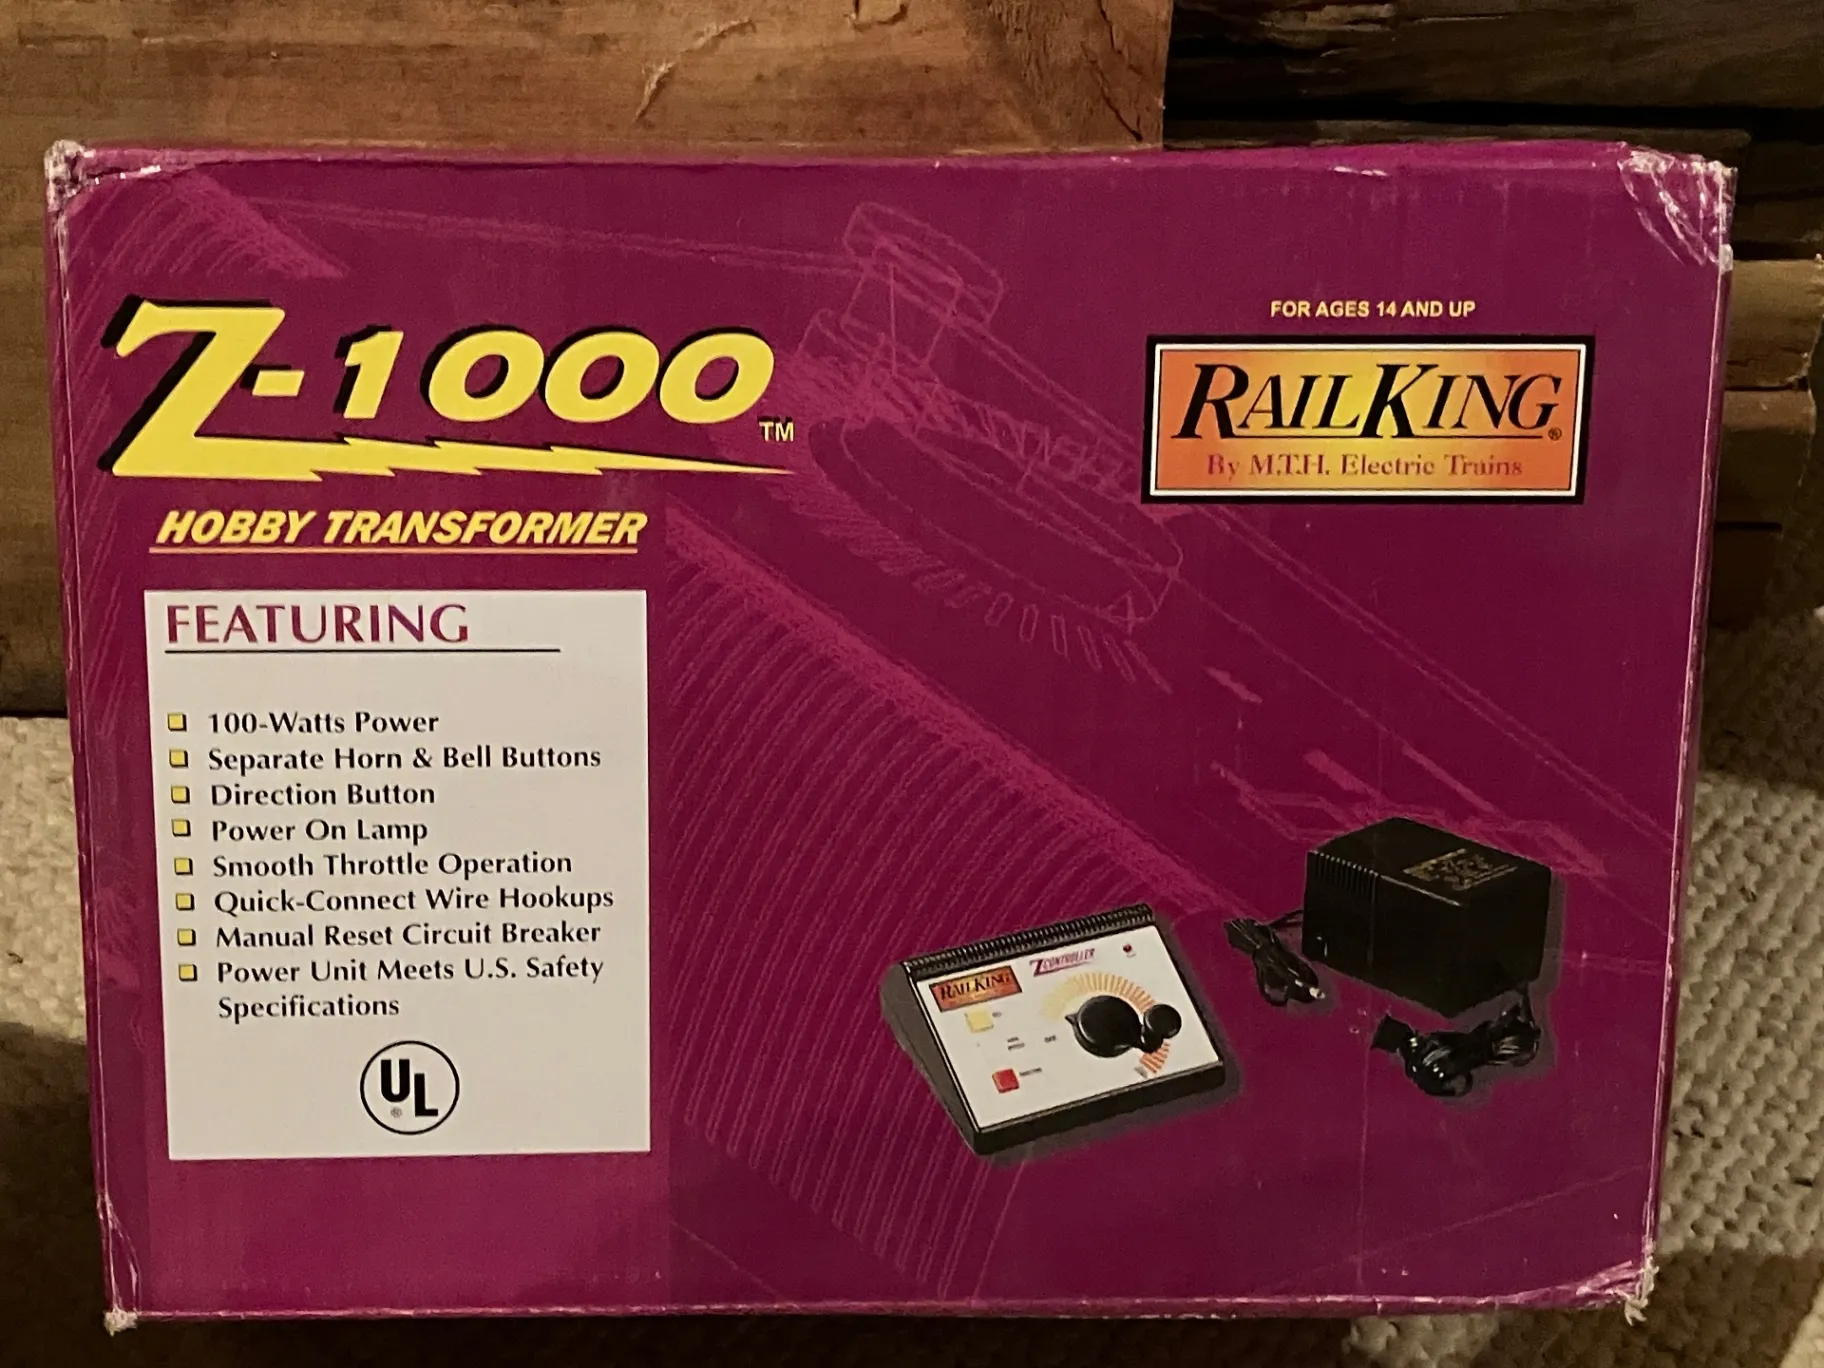 Z-1000 TM
HOBBY TRANSFORMER
FOR AGES 14 AND UP
RAILKING®
By M.T.H. Electric Trains
FEATURING
100-Watts Power
Separate Horn & Bell Buttons
Direction Button
Power On Lamp
Smooth Throttle Operation
Quick-Connect Wire Hookups
Manual Reset Circuit Breaker
Power Unit Meets U.S. Safety
Specifications
UL®
RAILKING
Z CONTROLLER